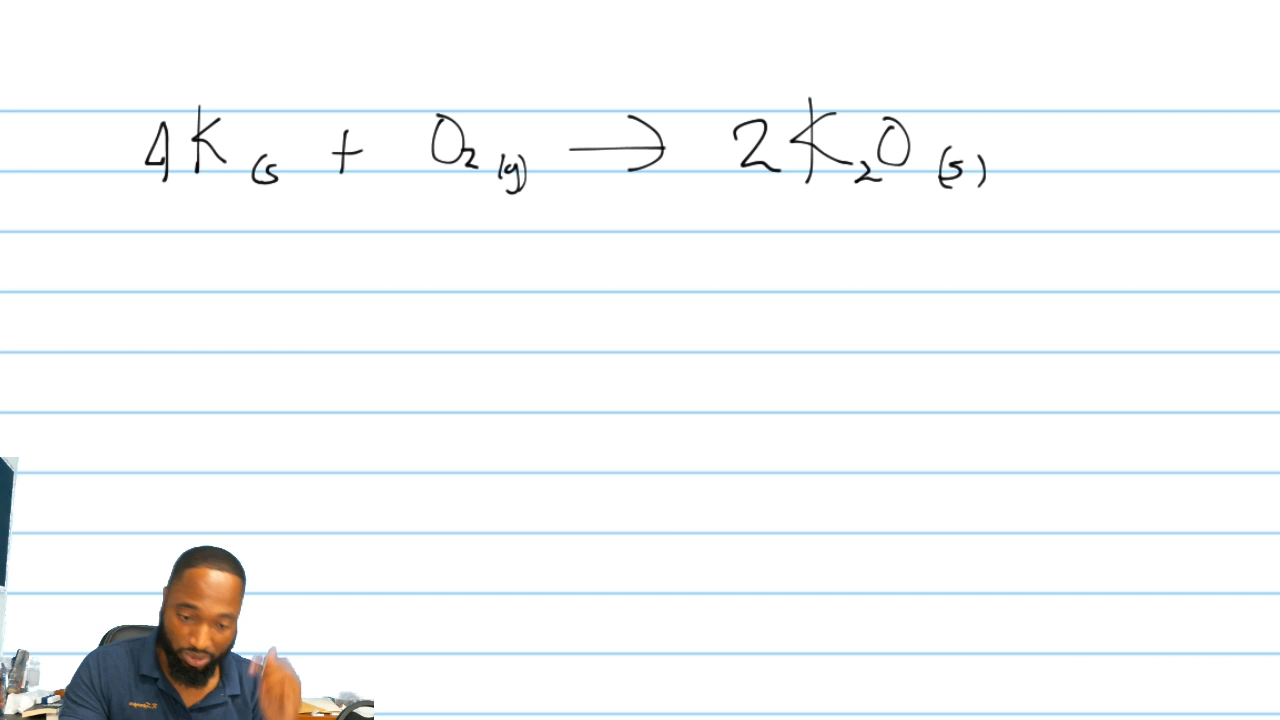 4K (s + O₂ (g) → 2K₂O (s)